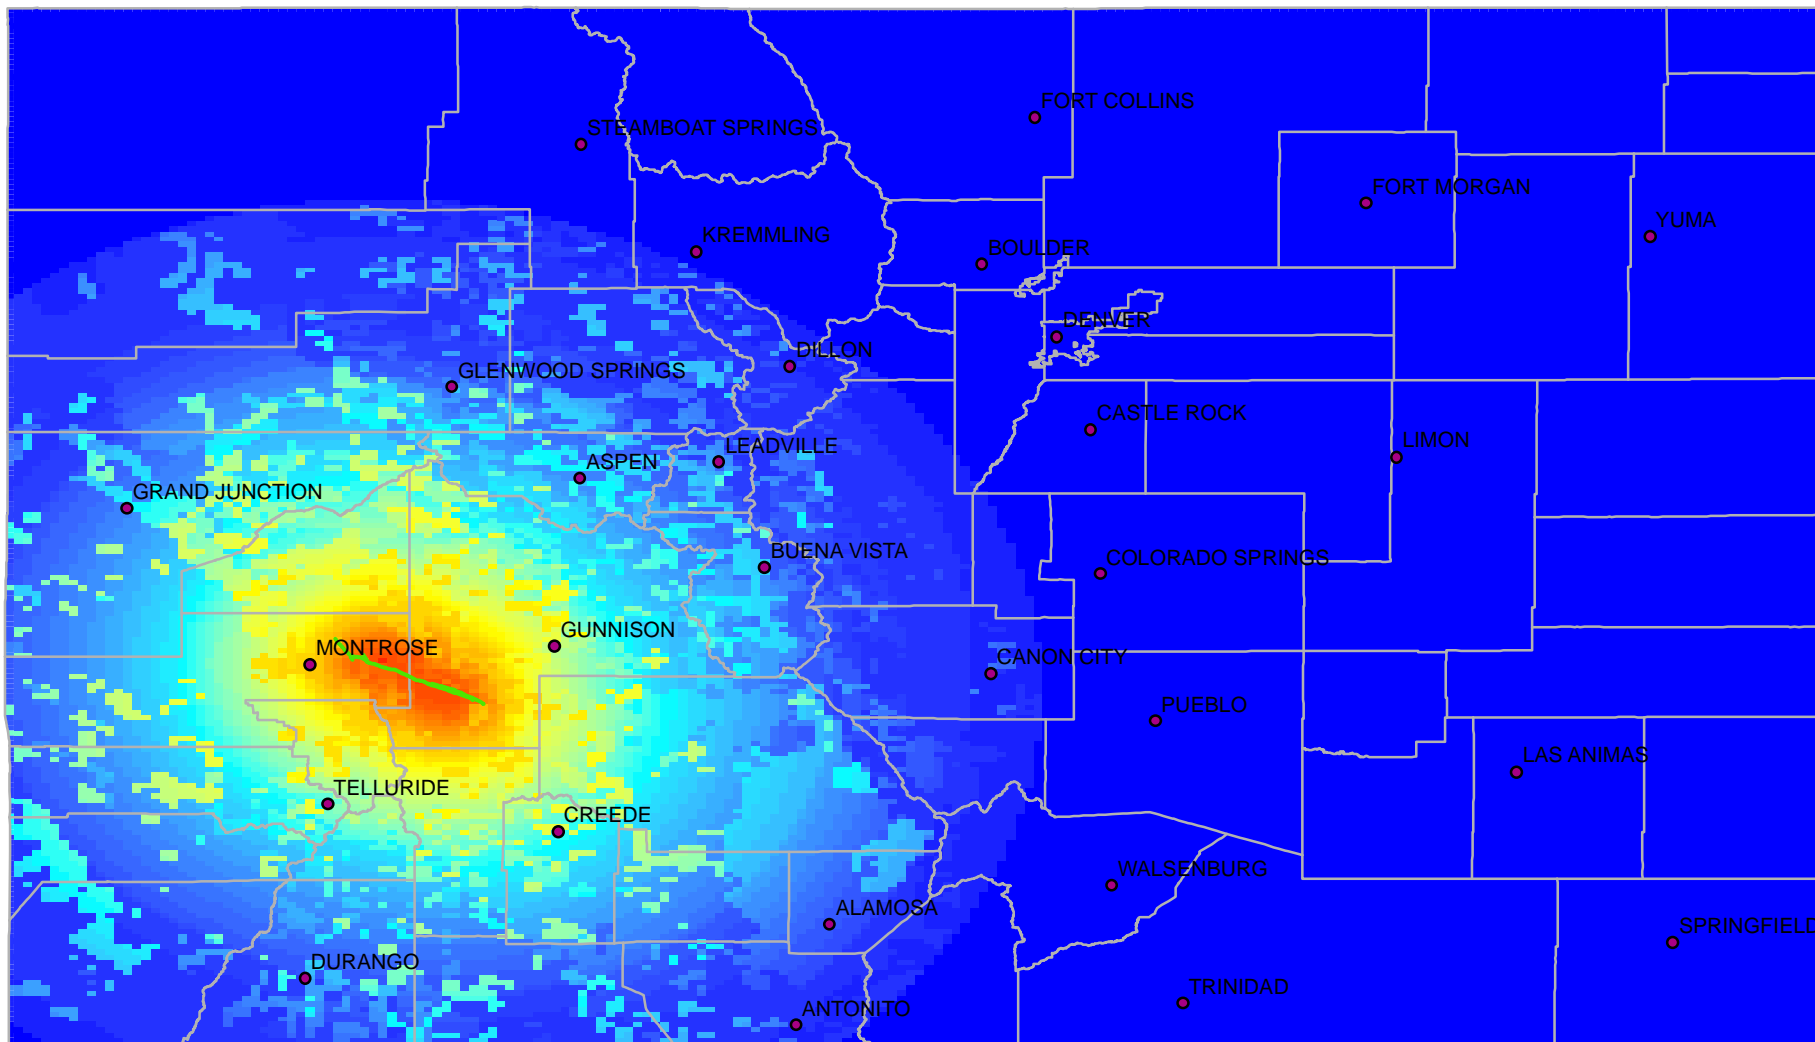 FORT COLLINS
STEAMBOAT SPRINGS
FORT MORGAN
YUMA
KREMMLING
BOULDER
DENVER
DILLON
GLENWOOD SPRINGS
CASTLE ROCK
LIMON
LEADVILLE
ASPEN
GRAND JUNCTION
BUENA VISTA
COLORADO SPRINGS
GUNNISON
MONTROSE
CANON CITY
PUEBLO
LAS ANIMAS
TELLURIDE
CREEDE
WALSENBURG
ALAMOSA
SPRINGFIELD
DURANGO
TRINIDAD
ANTONITO